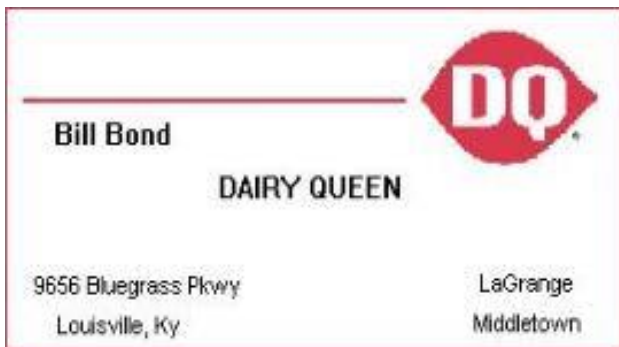 DQ®
Bill Bond
DAIRY QUEEN
9656 Bluegrass Pkwy
Louisville, Ky
LaGrange
Middletown